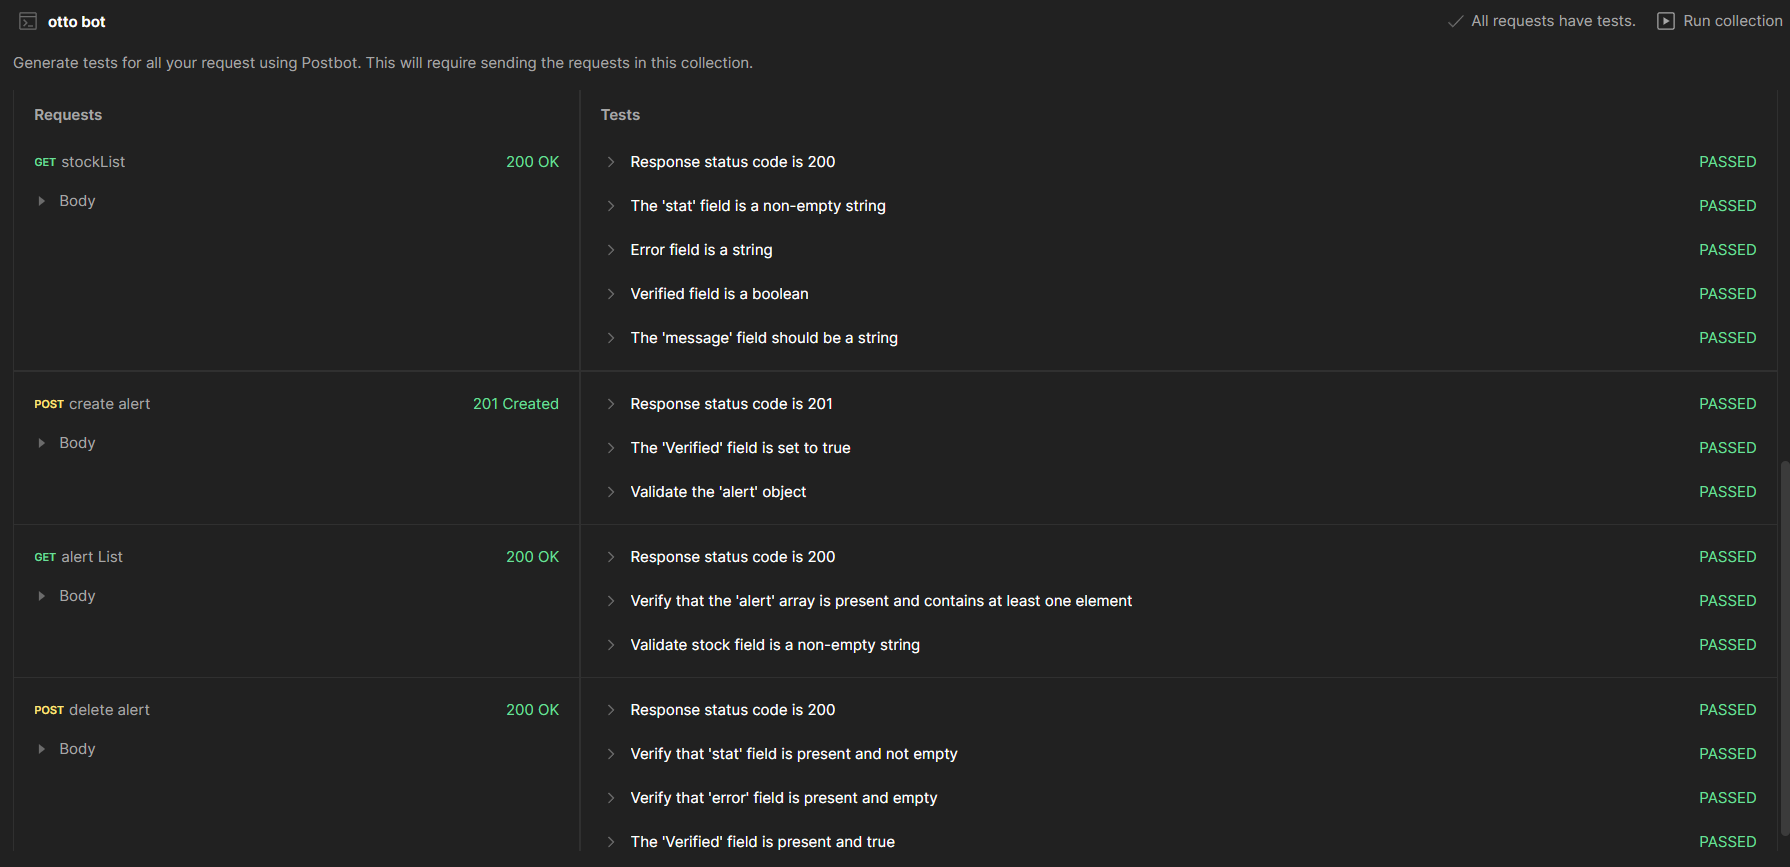 otto bot
All requests have tests.
Run collection
Generate tests for all your request using Postbot. This will require sending the requests in this collection.
Requests
Tests
GET stockList 200 OK
Body
Response status code is 200 PASSED
The 'stat' field is a non-empty string PASSED
Error field is a string PASSED
Verified field is a boolean PASSED
The 'message' field should be a string PASSED
POST create alert 201 Created
Body
Response status code is 201 PASSED
The 'Verified' field is set to true PASSED
Validate the 'alert' object PASSED
GET alert List 200 OK
Body
Response status code is 200 PASSED
Verify that the 'alert' array is present and contains at least one element PASSED
Validate stock field is a non-empty string PASSED
POST delete alert 200 OK
Body
Response status code is 200 PASSED
Verify that 'stat' field is present and not empty PASSED
Verify that 'error' field is present and empty PASSED
The 'Verified' field is present and true PASSED